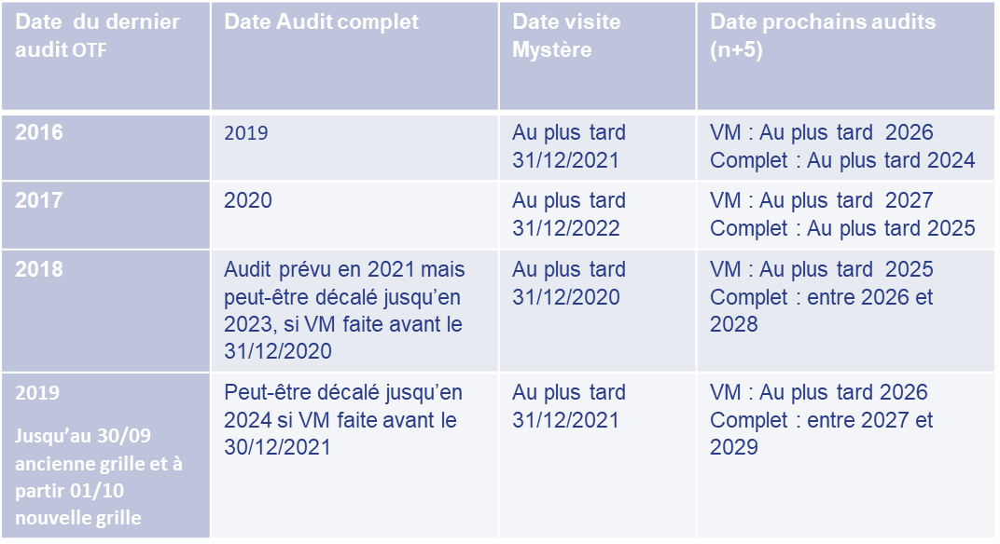 Date du dernier
audit OTF
Date Audit complet
Date visite
Mystère
Date prochains audits
(n+5)
2016
2019
Au plus tard
31/12/2021
VM : Au plus tard 2026
Complet : Au plus tard 2024
2017
2020
Au plus tard
31/12/2022
VM : Au plus tard 2027
Complet : Au plus tard 2025
2018
Audit prévu en 2021 mais
peut-être décalé jusqu’en
2023, si VM faite avant le
31/12/2020
Au plus tard
31/12/2020
VM : Au plus tard 2025
Complet : entre 2026 et
2028
2019
Jusqu’au 30/09
ancienne grille et à
partir 01/10
nouvelle grille
Peut-être décalé jusqu’en
2024 si VM faite avant le
30/12/2021
Au plus tard
31/12/2021
VM : Au plus tard 2026
Complet : entre 2027 et
2029